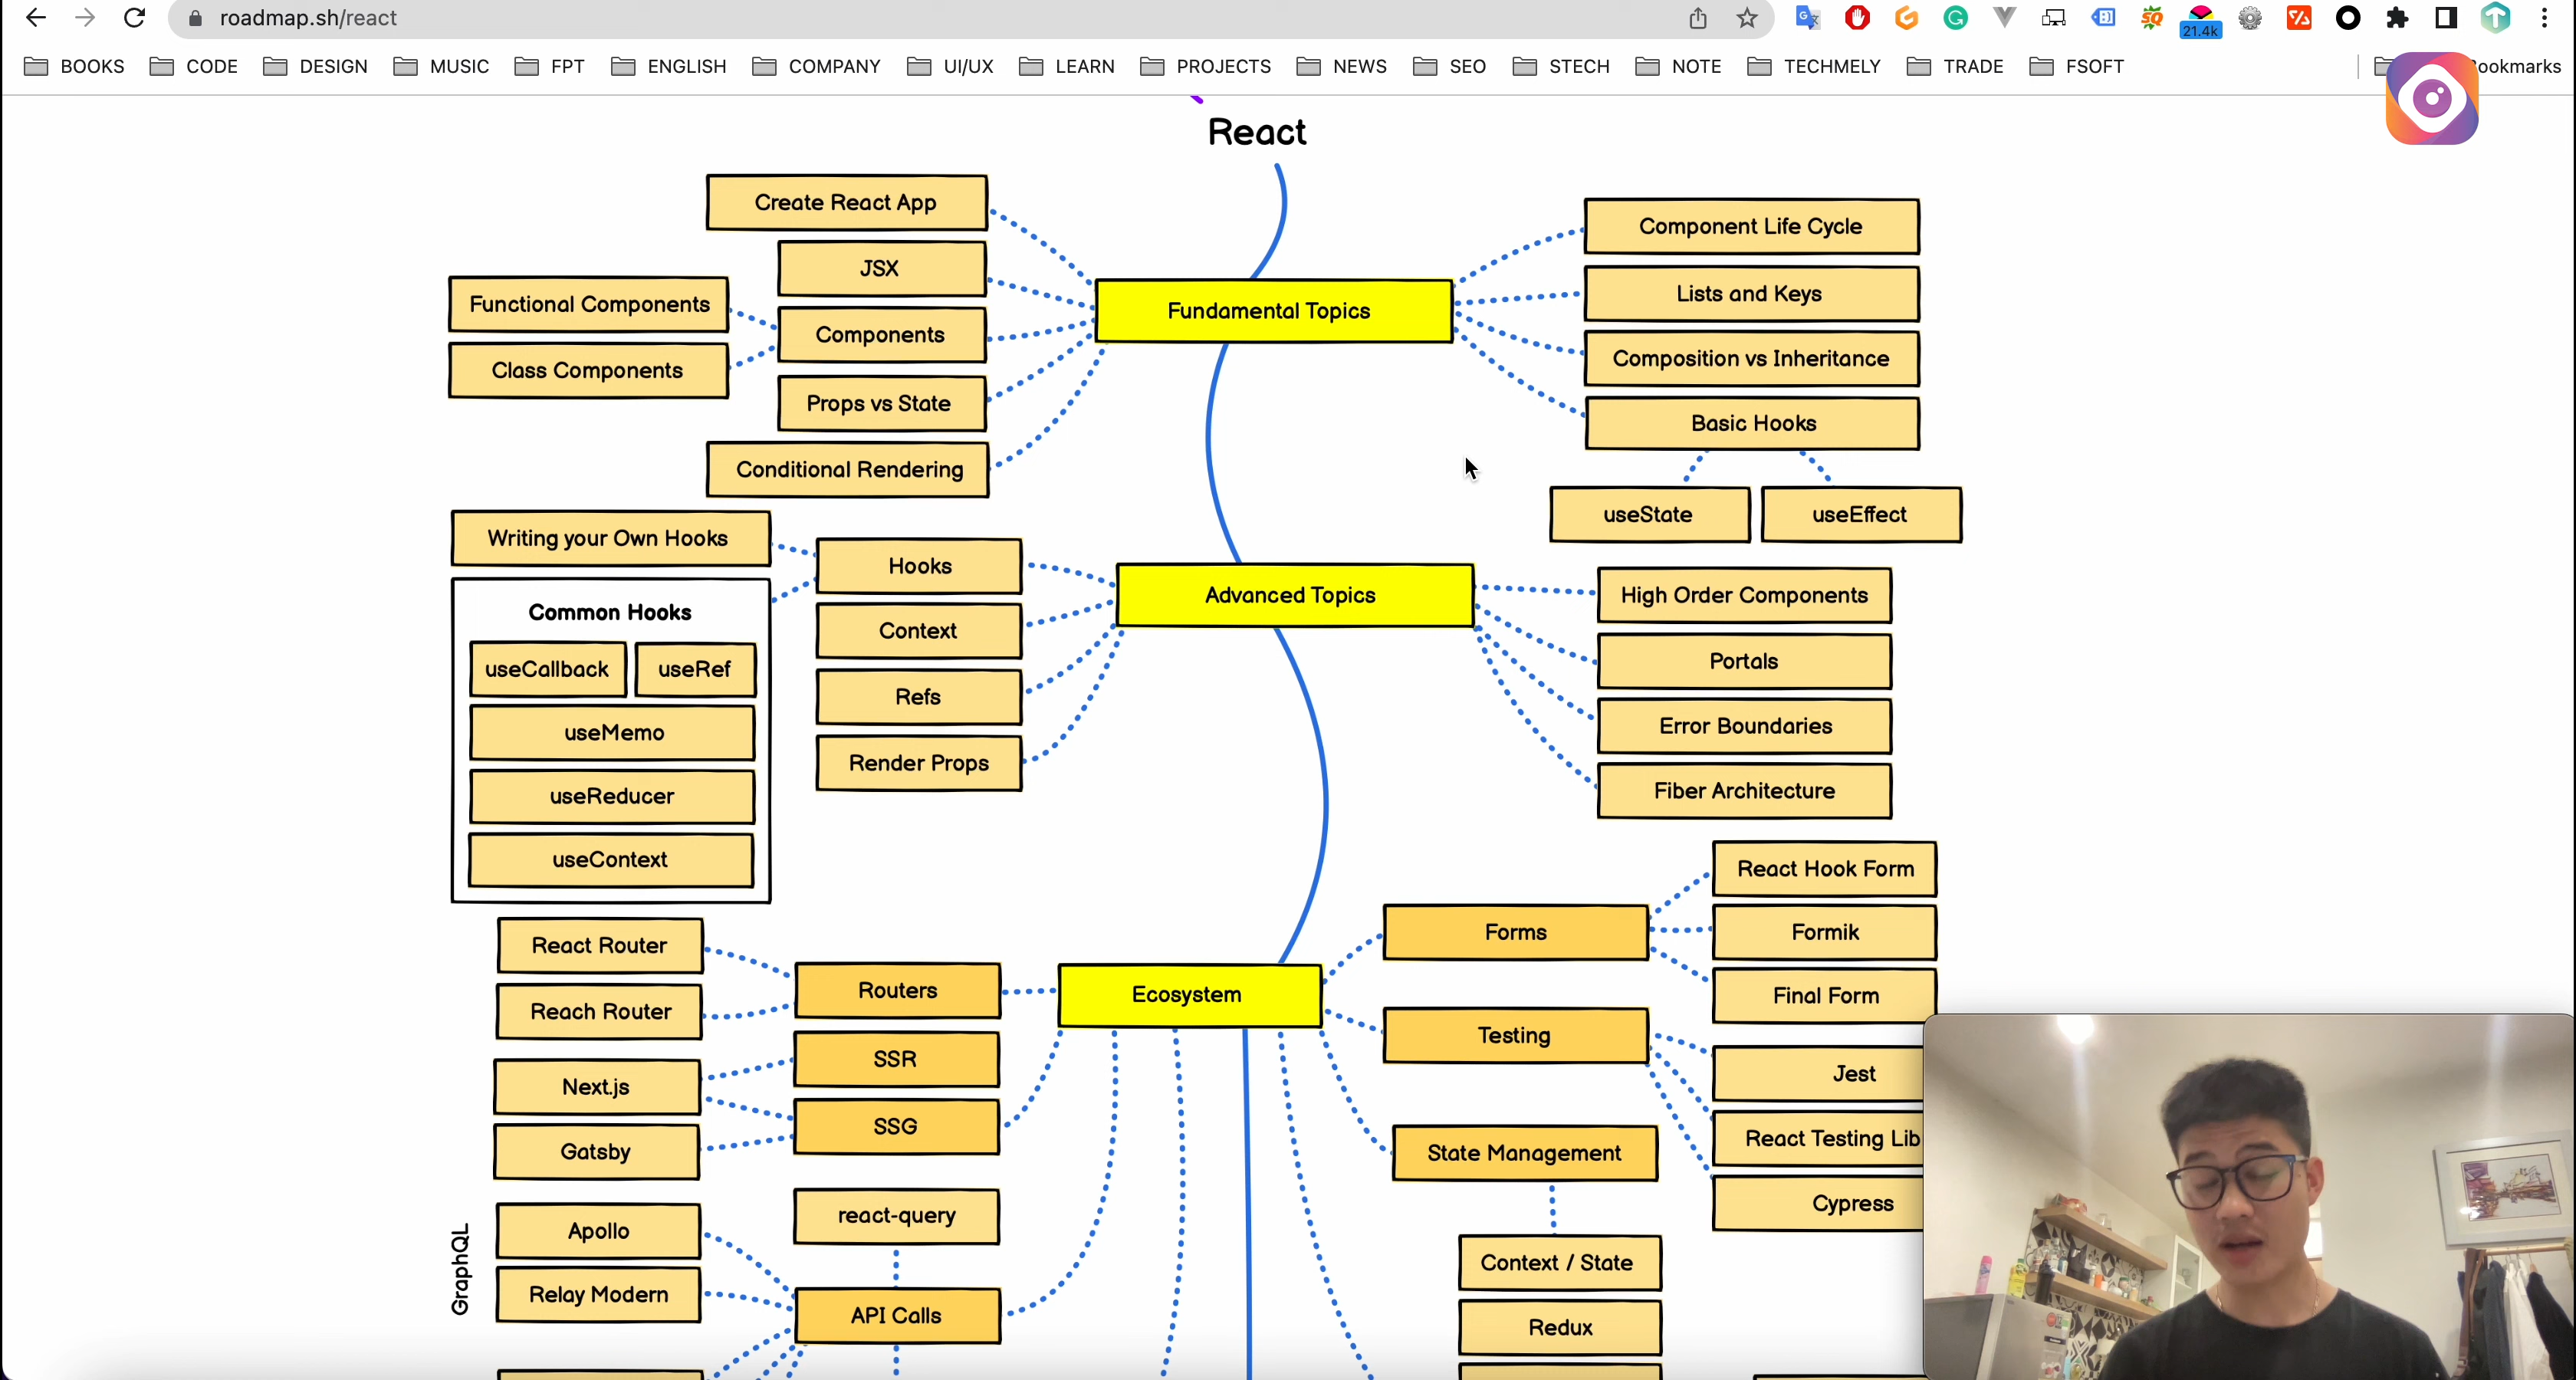 roadmap.sh/react
21.4k
BOOKS CODE DESIGN MUSIC FPT ENGLISH COMPANY UI/UX LEARN PROJECTS NEWS SEO STECH NOTE TECHMELY TRADE FSOFT ookmarks
React
Create React App
JSX
Functional Components
Components
Class Components
Props vs State
Conditional Rendering
Fundamental Topics
Component Life Cycle
Lists and Keys
Composition vs Inheritance
Basic Hooks
useState useEffect
Writing your Own Hooks
Hooks
Common Hooks
Context
useCallback useRef
Refs
useMemo
Render Props
useReducer
useContext
Advanced Topics
High Order Components
Portals
Error Boundaries
Fiber Architecture
React Router
Routers
Reach Router
SSR
Next.js
SSG
Gatsby
react-query
GraphQL
Apollo
Relay Modern
API Calls
Ecosystem
Forms
React Hook Form
Formik
Final Form
Testing
Jest
React Testing Lib
Cypress
State Management
Context / State
Redux